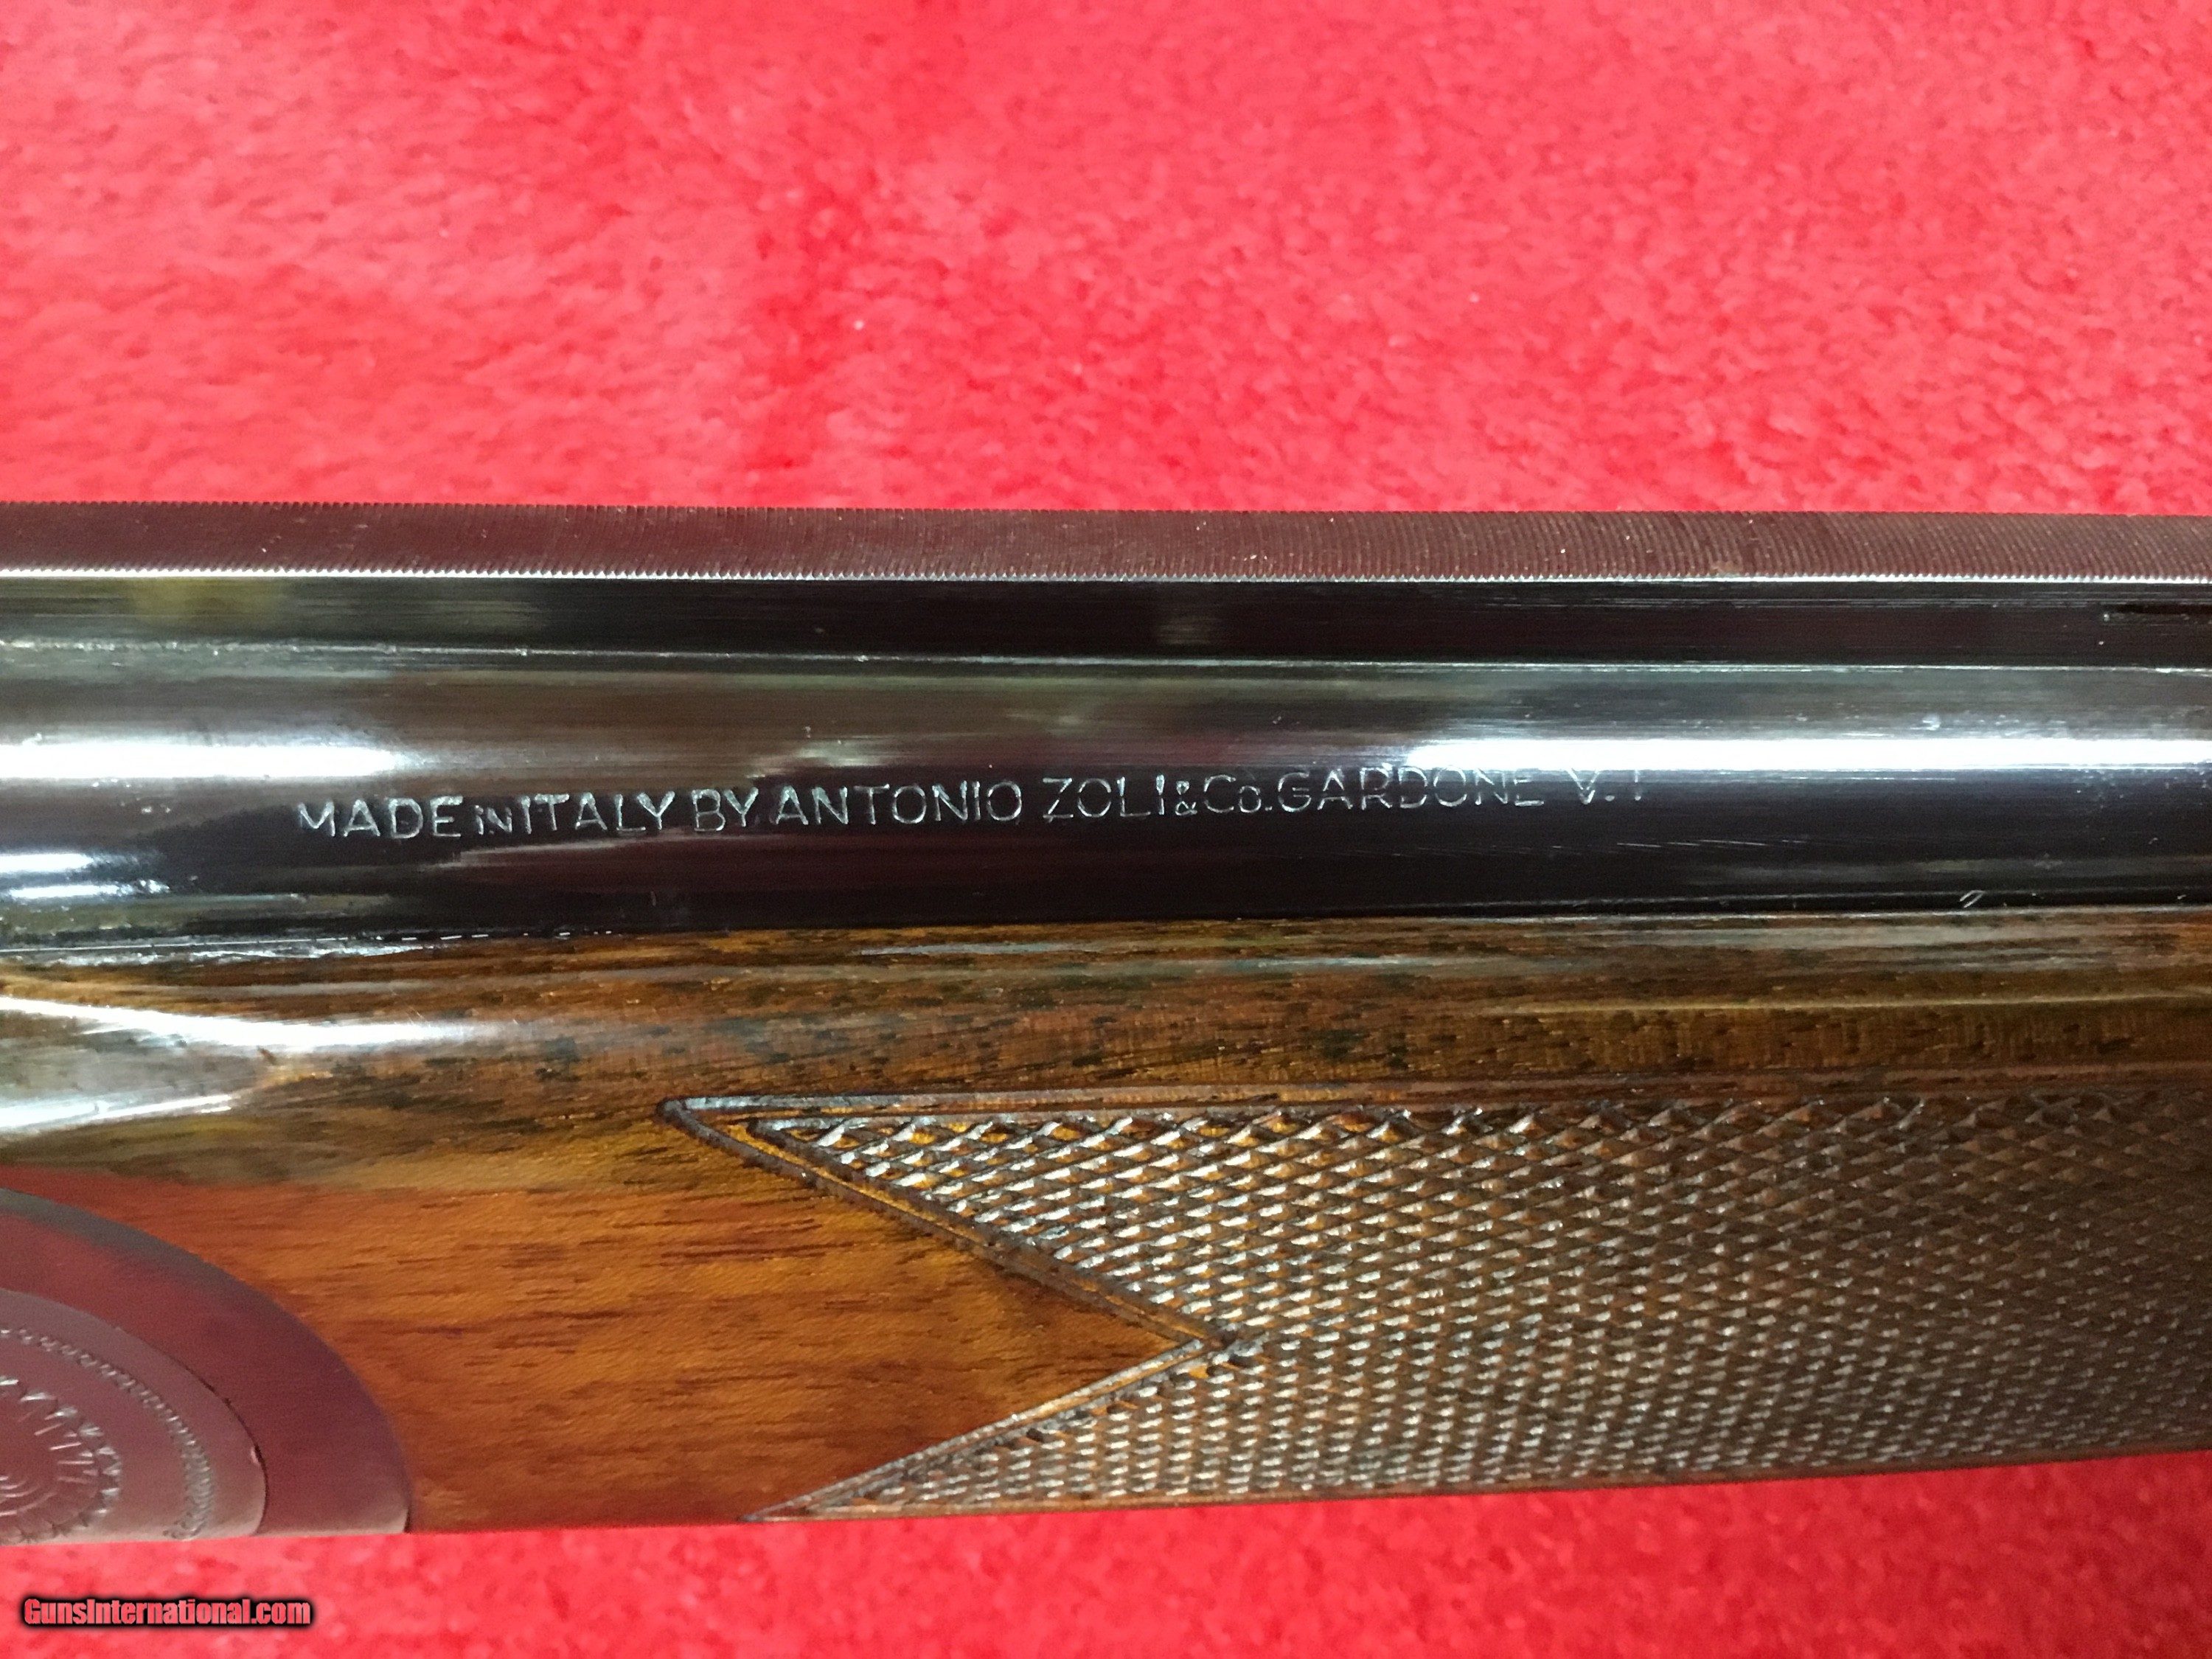 MADE IN ITALY BY ANTONIO ZOLI & Co. GARDONE V.T
GunsInternational.com